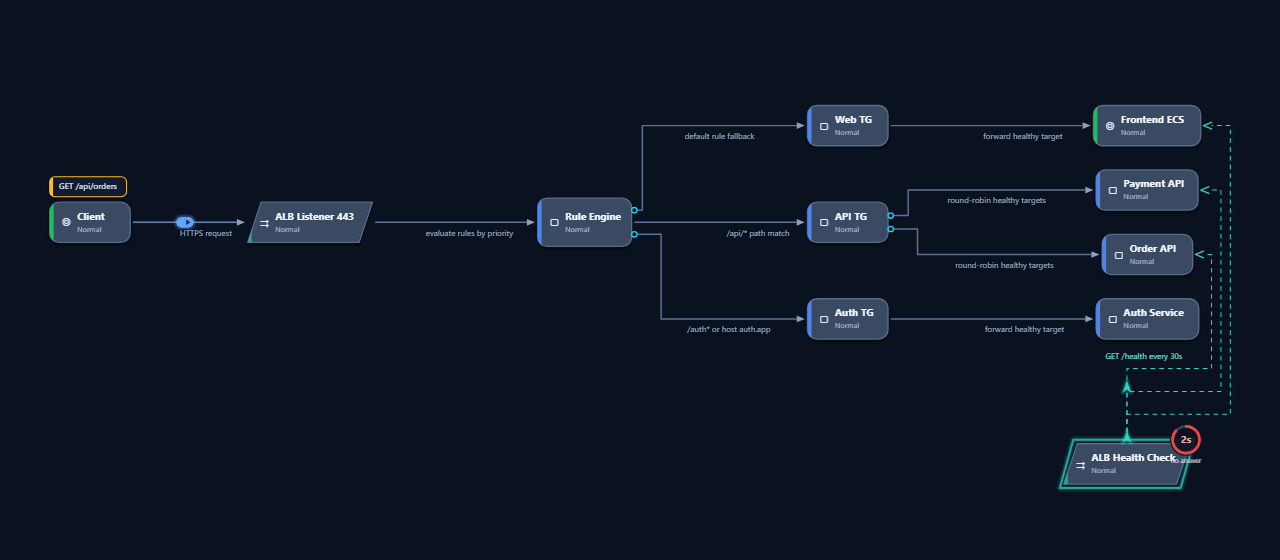 GET /api/orders
Client
Normal
HTTPS request
ALB Listener 443
Normal
evaluate rules by priority
Rule Engine
Normal
default rule fallback
/api/* path match
/auth* or host auth.app
Web TG
Normal
API TG
Normal
Auth TG
Normal
forward healthy target
round-robin healthy targets
round-robin healthy targets
forward healthy target
Frontend ECS
Normal
Payment API
Normal
Order API
Normal
Auth Service
Normal
GET /health every 30s
2s
no answer
ALB Health Check
Normal